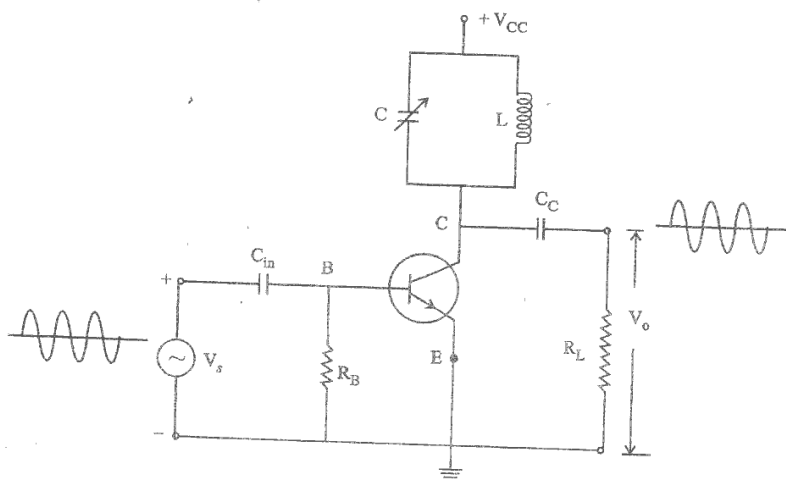 + V_CC
C
L
C
C_C
C_in
B
+
V_s
R_B
E
R_L
V_o
−